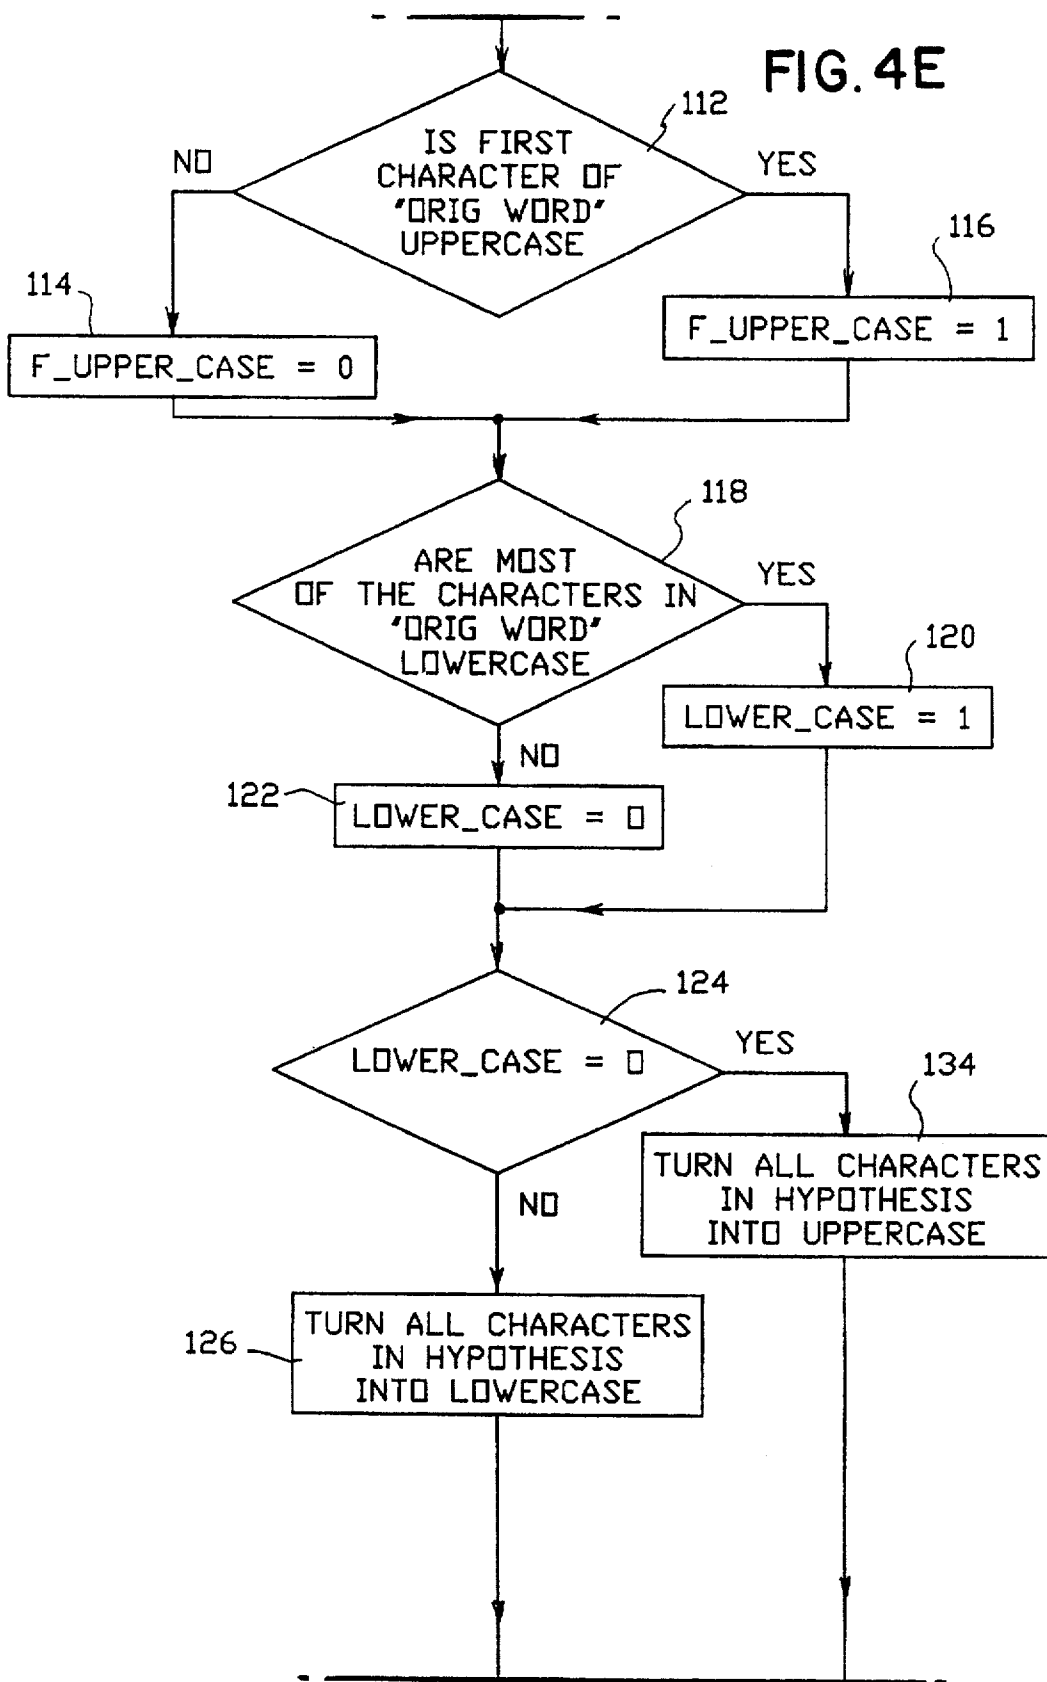 FIG. 4E
112
IS FIRST
CHARACTER OF
"ORIG WORD"
UPPERCASE
NO
YES
114
116
F_UPPER_CASE = 0
F_UPPER_CASE = 1
118
ARE MOST
OF THE CHARACTERS IN
"ORIG WORD"
LOWERCASE
YES
120
LOWER_CASE = 1
NO
122
LOWER_CASE = 0
124
LOWER_CASE = 0
YES
134
TURN ALL CHARACTERS
IN HYPOTHESIS
INTO UPPERCASE
NO
126
TURN ALL CHARACTERS
IN HYPOTHESIS
INTO LOWERCASE